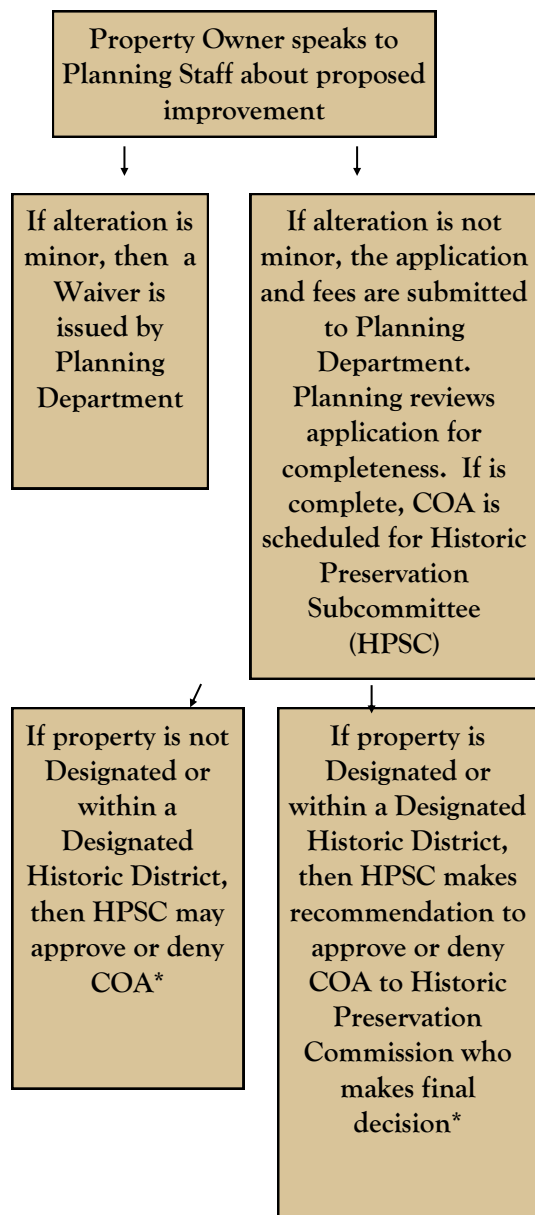 Property Owner speaks to
Planning Staff about proposed
improvement
If alteration is
minor, then a
Waiver is
issued by
Planning
Department
If alteration is not
minor, the application
and fees are submitted
to Planning
Department.
Planning reviews
application for
completeness. If is
complete, COA is
scheduled for Historic
Preservation
Subcommittee
(HPSC)
If property is not
Designated or
within a
Designated
Historic District,
then HPSC may
approve or deny
COA*
If property is
Designated or
within a Designated
Historic District,
then HPSC makes
recommendation to
approve or deny
COA to Historic
Preservation
Commission who
makes final
decision*